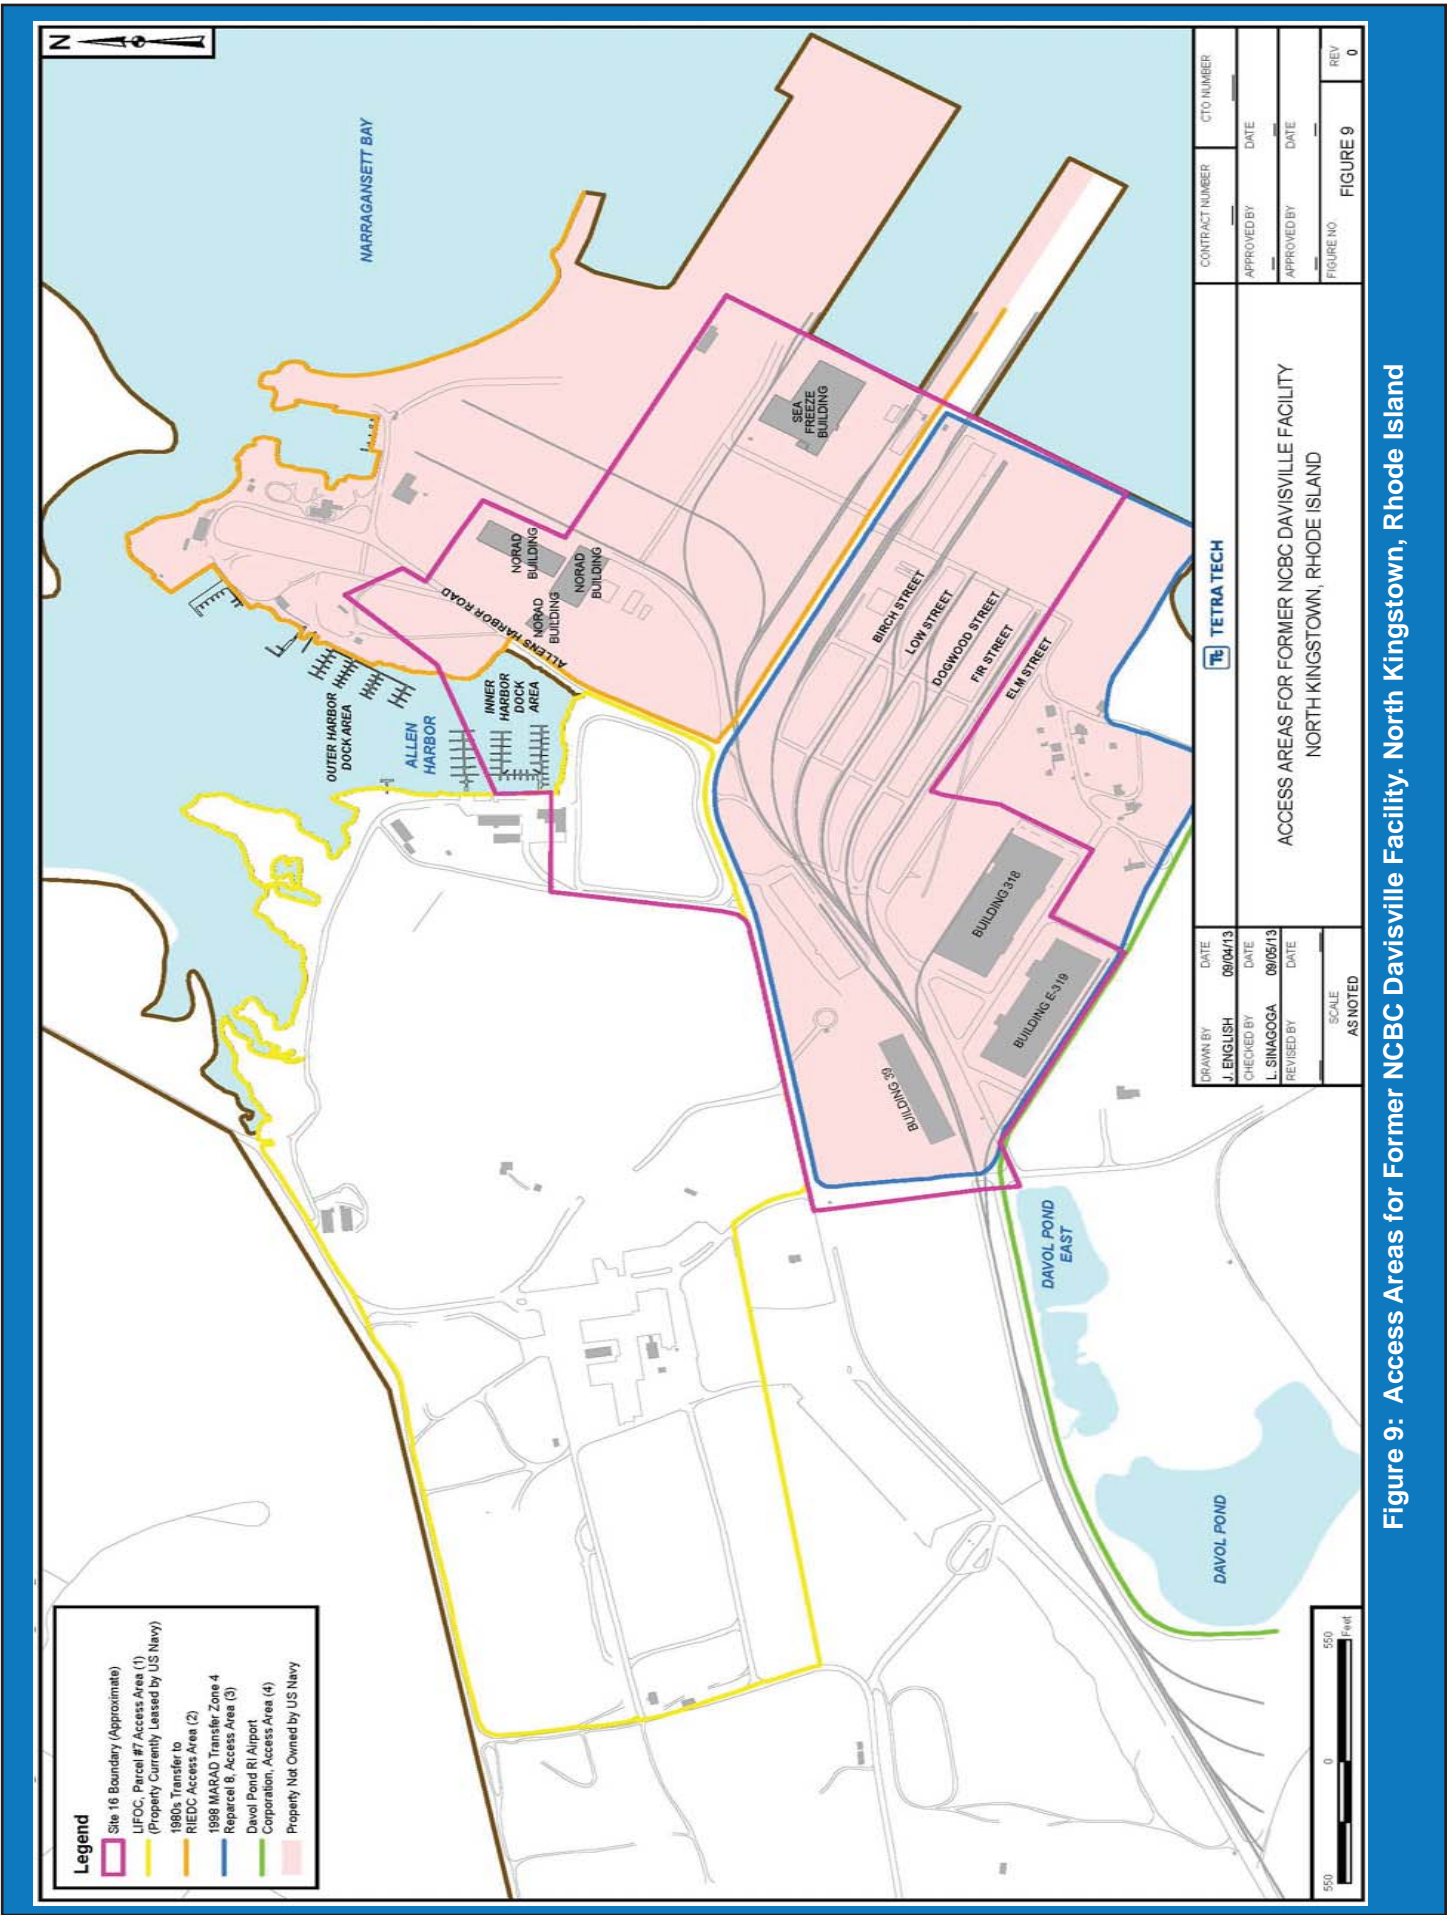 N
NARRAGANSETT BAY
OUTER HARBOR
DOCK AREA
ALLEN
HARBOR
INNER
HARBOR
DOCK
AREA
ALLENS HARBOR ROAD
NORAD
BUILDING
NORAD
BUILDING
NORAD
BUILDING
SEA
FREEZE
BUILDING
BIRCH STREET
LOW STREET
DOGWOOD STREET
FIR STREET
ELM STREET
BUILDING 318
BUILDING E-319
BUILDING 39
DAVOL POND
EAST
DAVOL POND
Legend
Site 16 Boundary (Approximate)
LIFOC, Parcel #7 Access Area (1)
(Property Currently Leased by US Navy)
1980s Transfer to
RIEDC Access Area (2)
1998 MARAD Transfer Zone 4
Reparcel 8, Access Area (3)
Davol Pond RI Airport
Corporation, Access Area (4)
Property Not Owned by US Navy
550 0 550
Feet
DRAWN BY DATE
J. ENGLISH 09/04/13
CHECKED BY DATE
L. SINAGOGA 09/05/13
REVISED BY DATE
SCALE
AS NOTED
TETRA TECH
ACCESS AREAS FOR FORMER NCBC DAVISVILLE FACILITY
NORTH KINGSTOWN, RHODE ISLAND
CONTRACT NUMBER CTO NUMBER
APPROVED BY DATE
APPROVED BY DATE
FIGURE NO. REV
FIGURE 9 0
Figure 9: Access Areas for Former NCBC Davisville Facility. North Kingstown, Rhode Island